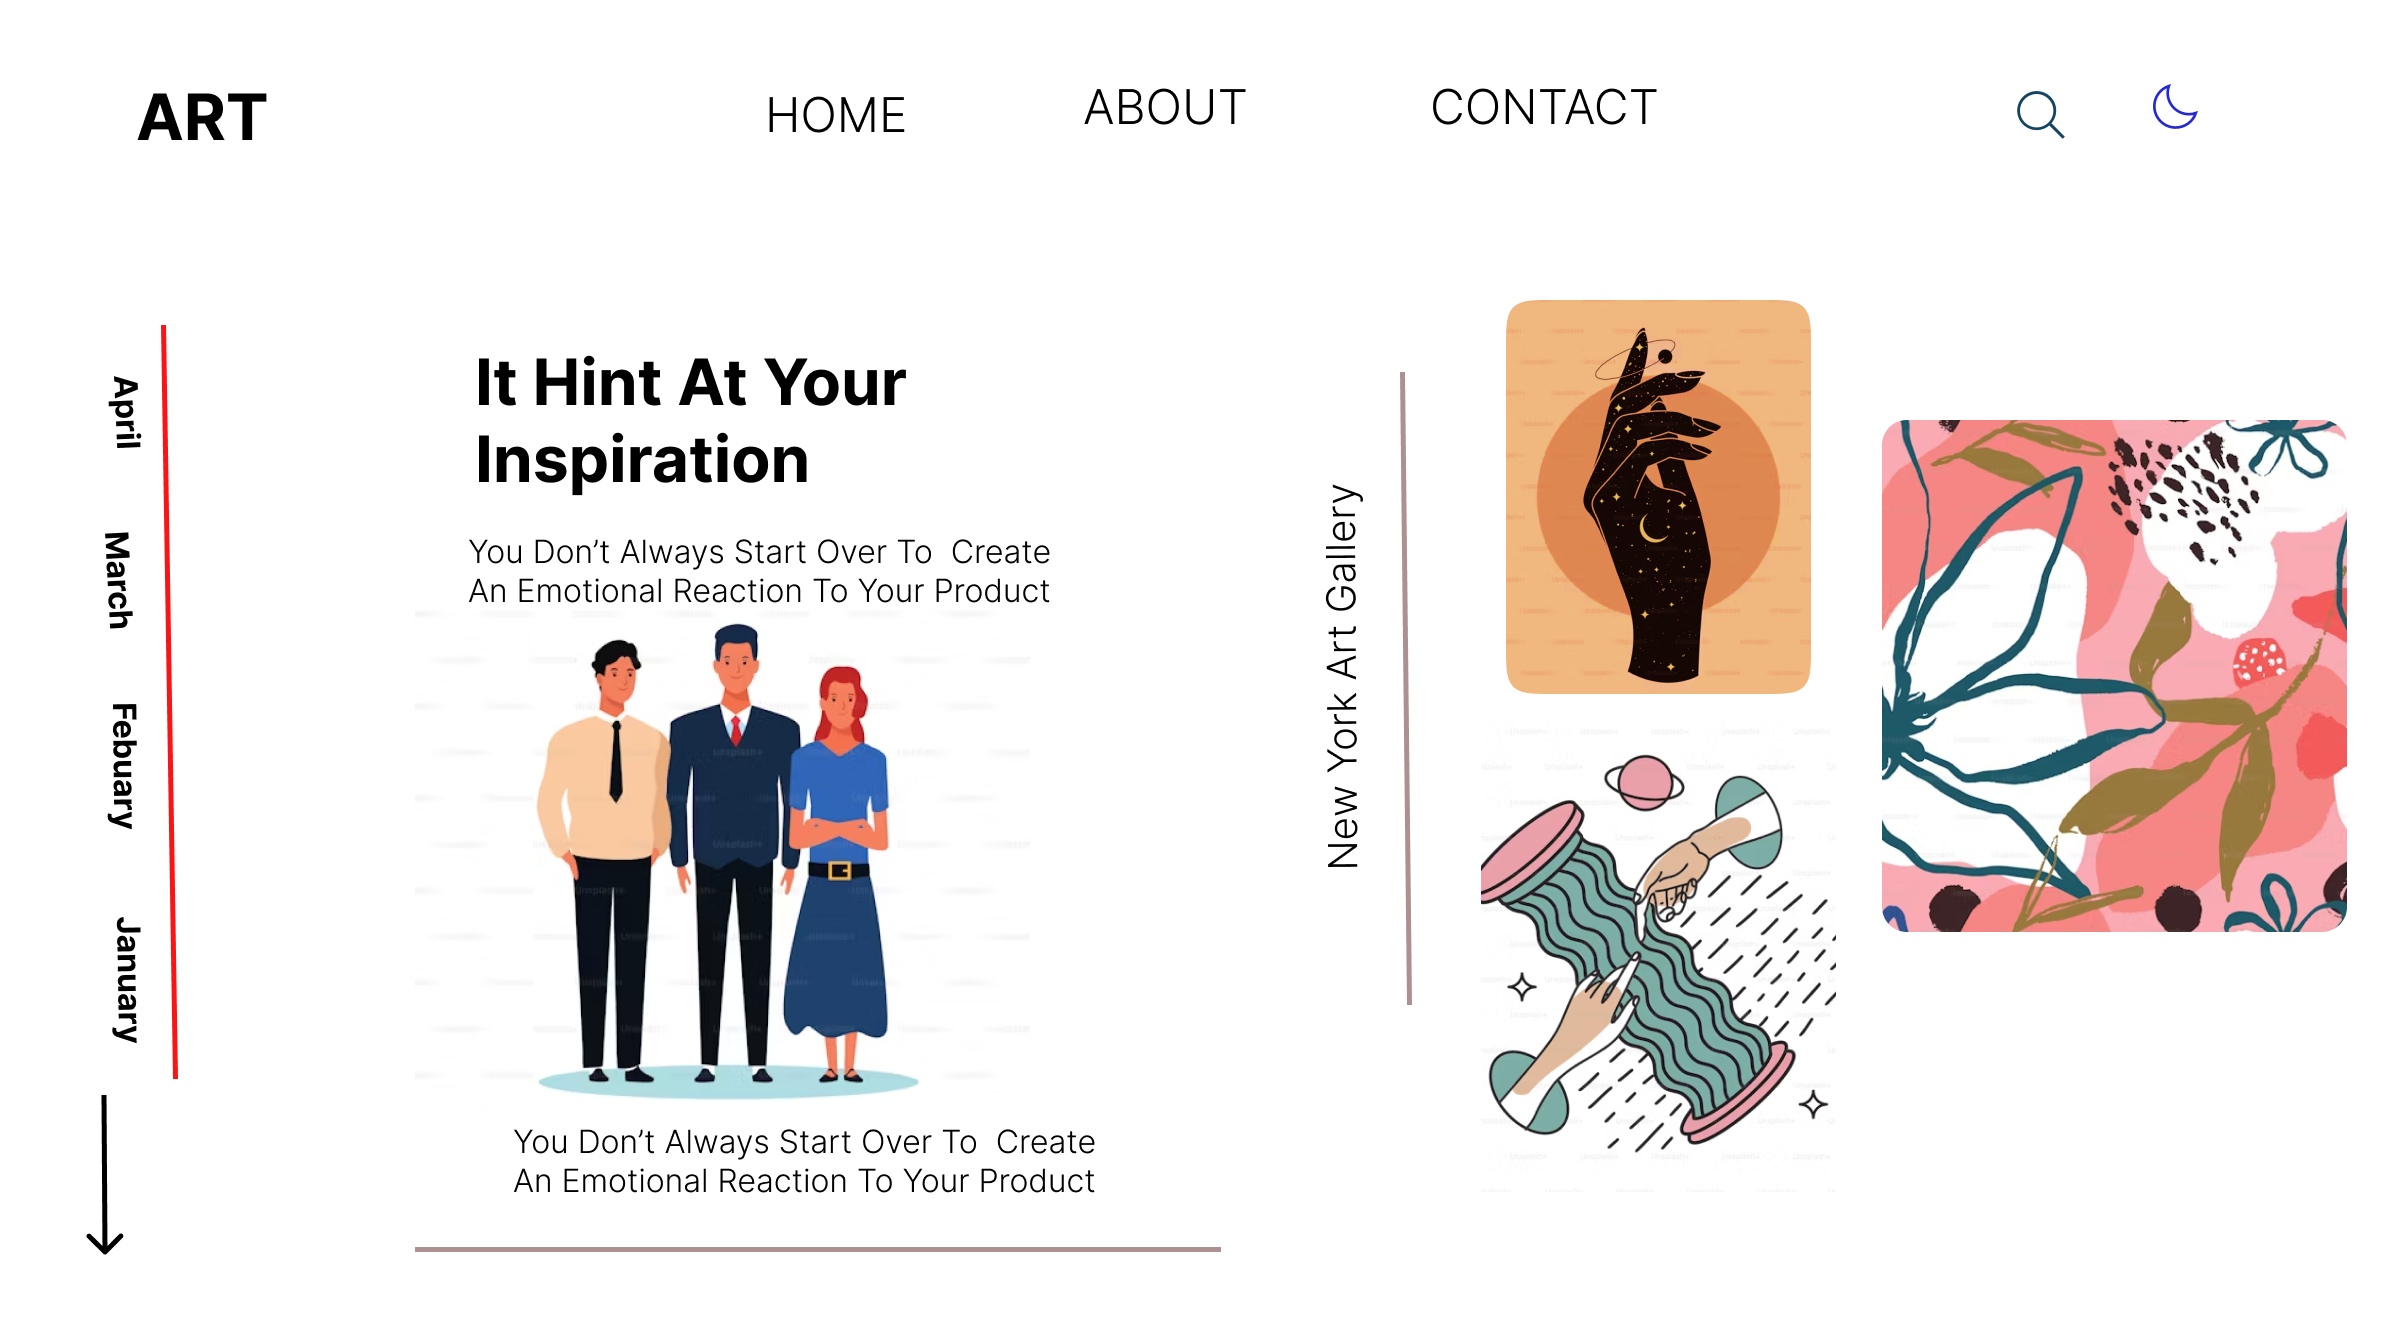 ART
HOME
ABOUT
CONTACT
April
March
Febuary
January
It Hint At Your
Inspiration
You Don’t Always Start Over To  Create
An Emotional Reaction To Your Product
You Don’t Always Start Over To  Create
An Emotional Reaction To Your Product
New York Art Gallery